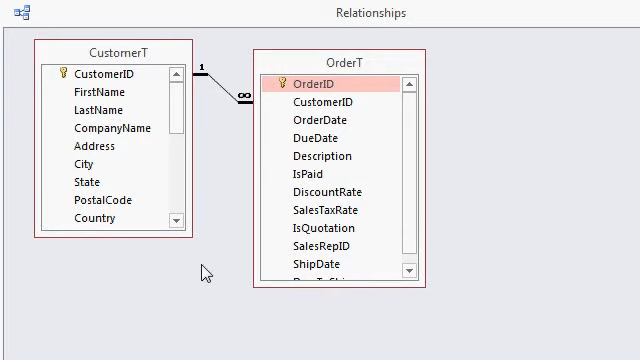 Relationships
CustomerT
CustomerID
FirstName
LastName
CompanyName
Address
City
State
PostalCode
Country
1
∞
OrderT
OrderID
CustomerID
OrderDate
DueDate
Description
IsPaid
DiscountRate
SalesTaxRate
IsQuotation
SalesRepID
ShipDate